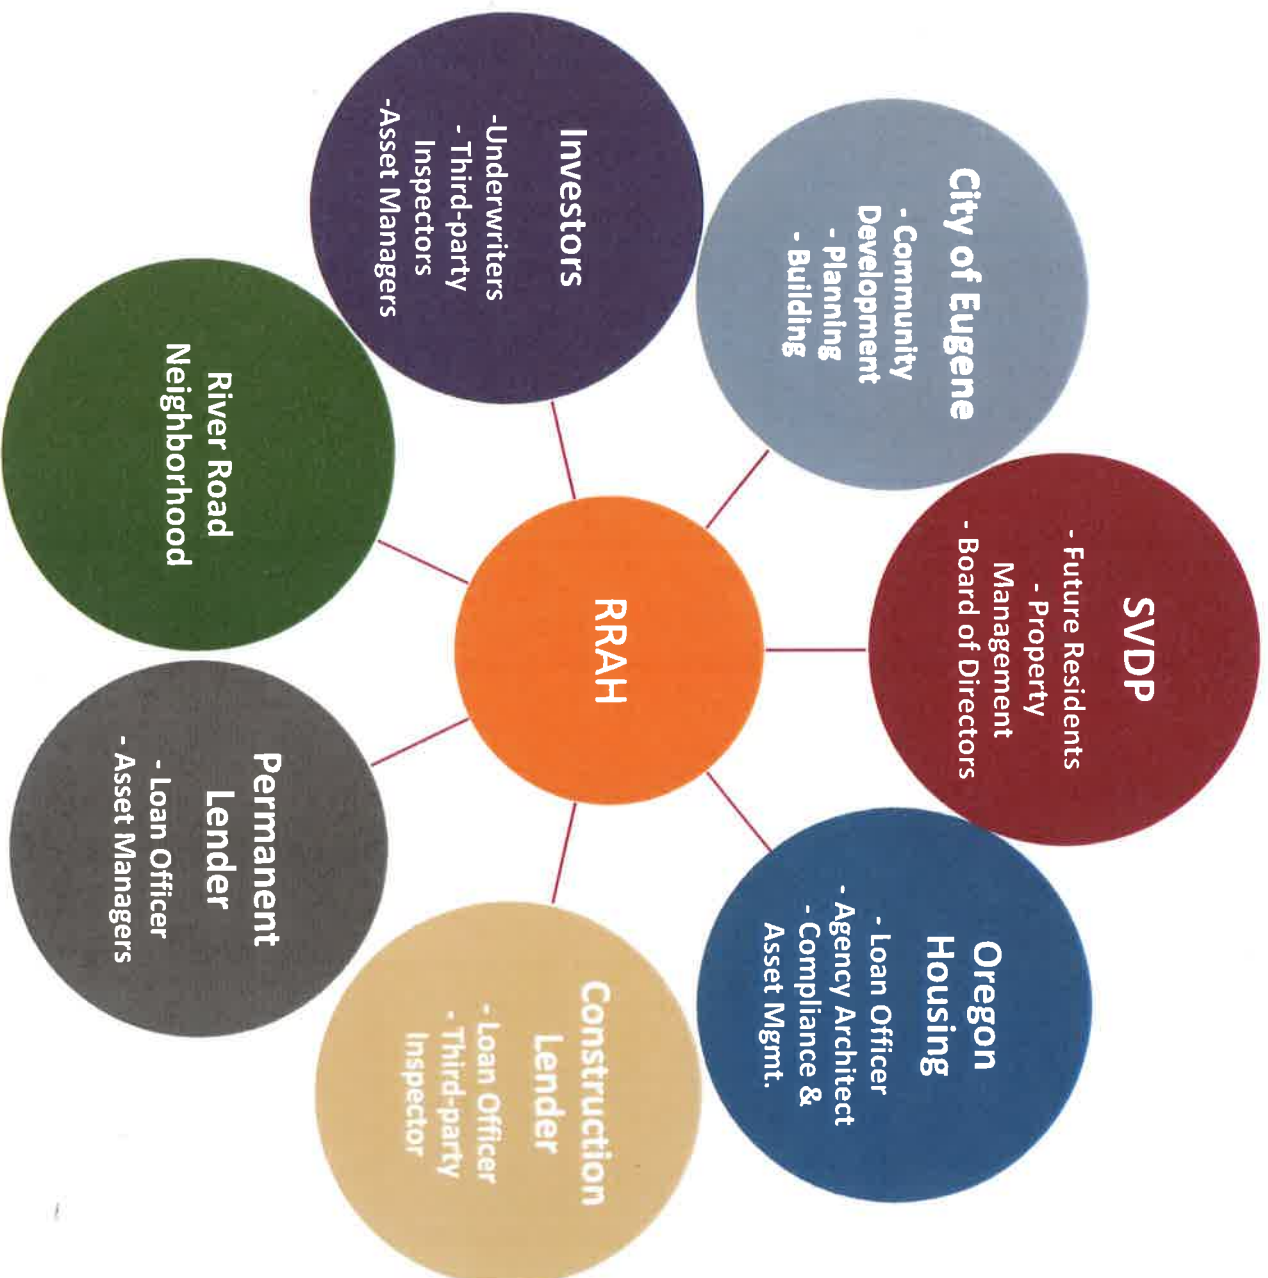 SVDP
- Future Residents
- Property
Management
- Board of Directors
Oregon
Housing
- Loan Officer
- Agency Architect
- Compliance &
Asset Mgmt.
Construction
Lender
- Loan Officer
- Third-party
Inspector
Permanent
Lender
- Loan Officer
- Asset Managers
River Road
Neighborhood
Investors
-Underwriters
- Third-party
Inspectors
-Asset Managers
City of Eugene
- Community
Development
- Planning
- Building
RRAH